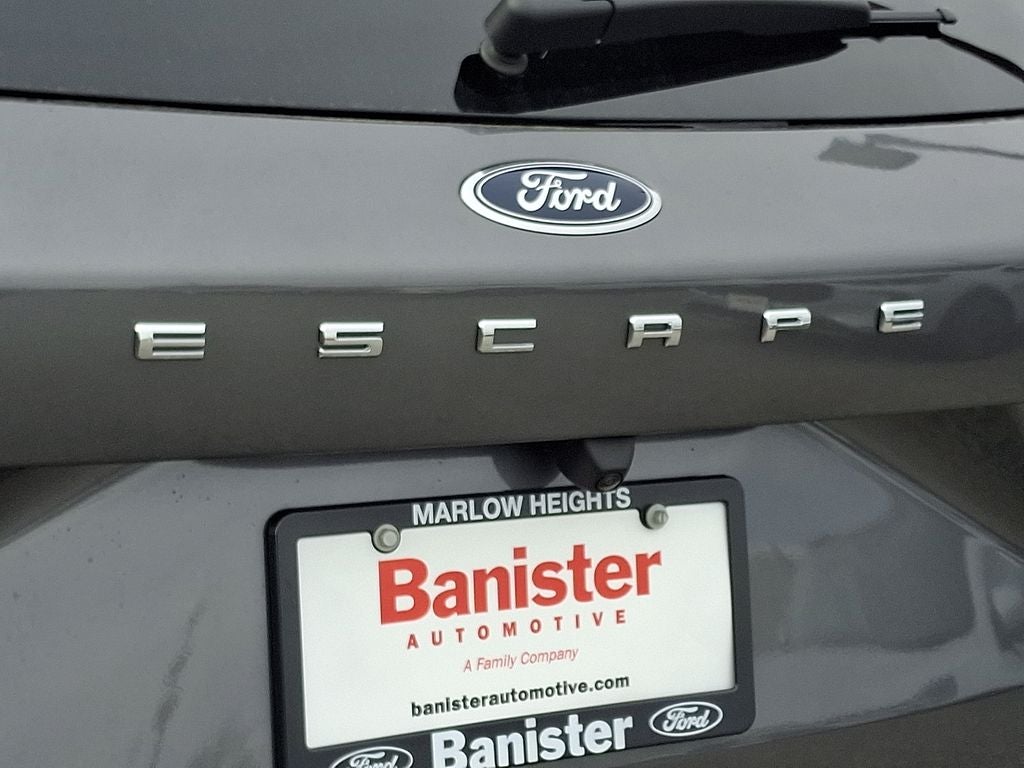 Ford
ESCAPE
MARLOW HEIGHTS
Banister
AUTOMOTIVE
A Family Company
banisterautomotive.com
Ford Banister Ford